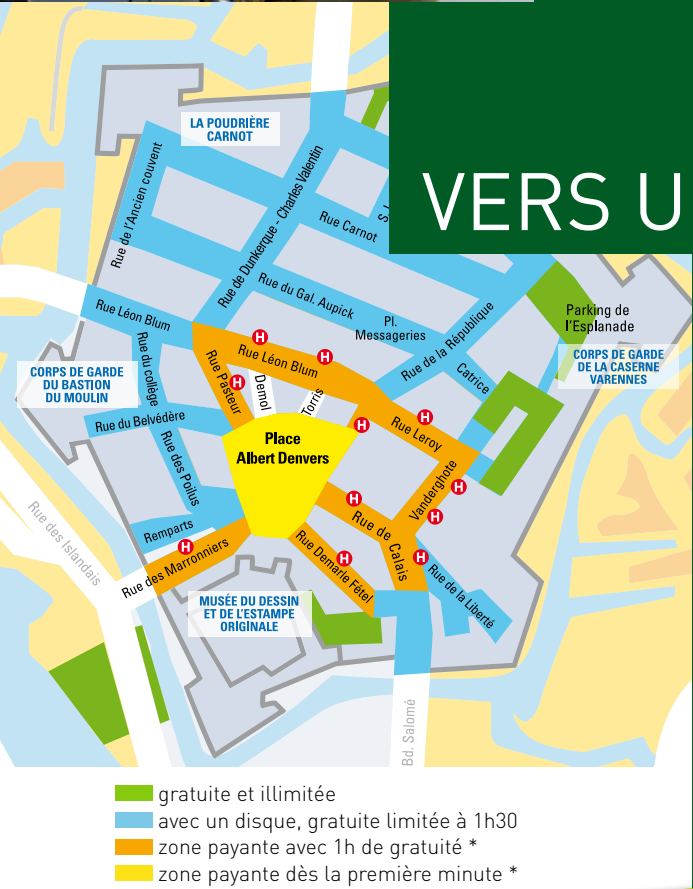 VERS U
LA POUDRIÈRE
CARNOT
Rue de l'Ancien couvent
Rue de Dunkerque - Charles Valentin
Rue Carnot
Rue du Gal. Aupick
Pl.
Messageries
Rue de la République
Parking de
l'Esplanade
CORPS DE GARDE
DE LA CASERNE
VARENNES
Rue Léon Blum
Rue du collège
CORPS DE GARDE
DU BASTION
DU MOULIN
Rue Pasteur
H
Rue Léon Blum
H
H
Demol
Torris
Catrice
Rue du Belvédère
Rue des Poilus
Place
Albert Denvers
H
H
Rue Leroy
Vanderghote
H
H
Rue des Islandais
Remparts
H
Rue des Marronniers
H
Rue de Calais
H
Rue Demarle Fétel
H
Rue de la Liberté
MUSÉE DU DESSIN
ET DE L'ESTAMPE
ORIGINALE
Bd. Salomé
gratuite et illimitée
avec un disque, gratuite limitée à 1h30
zone payante avec 1h de gratuité *
zone payante dès la première minute *